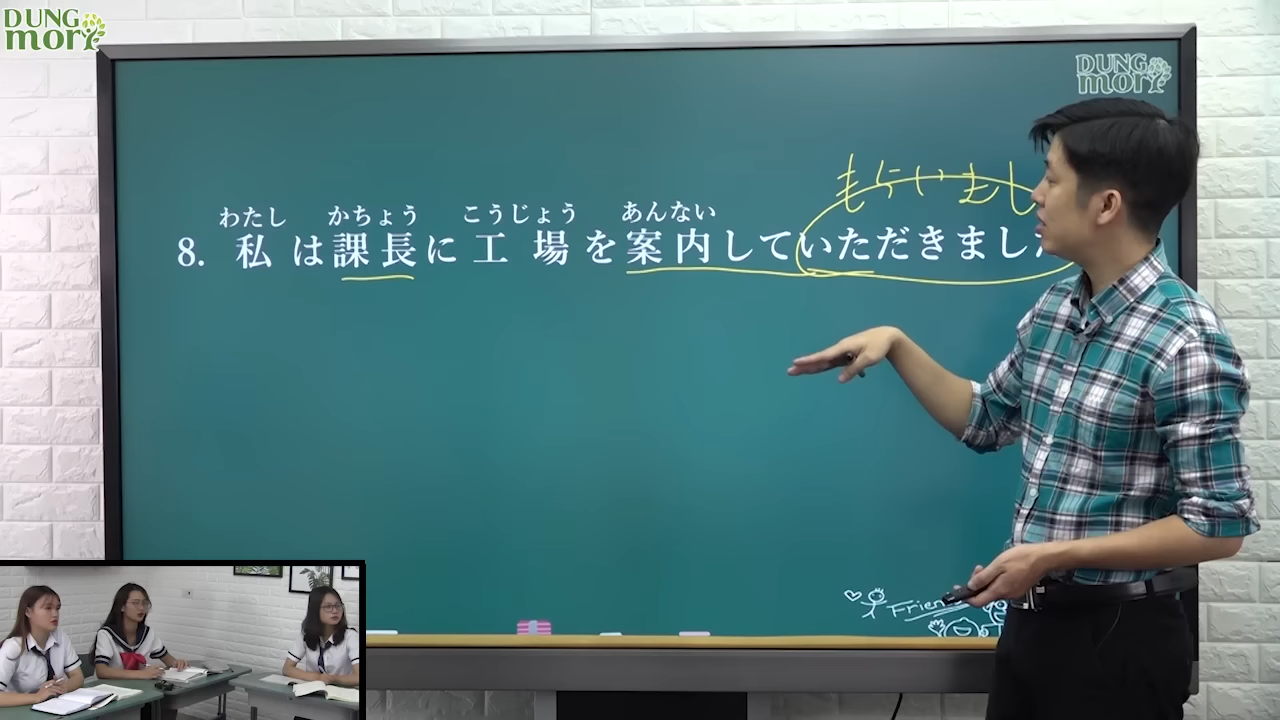 DUNG
mori
DUNG
mori
もらいまし
わたし かちょう こうじょう あんない
8. 私は課長に工場を案内していただきまし
Frien